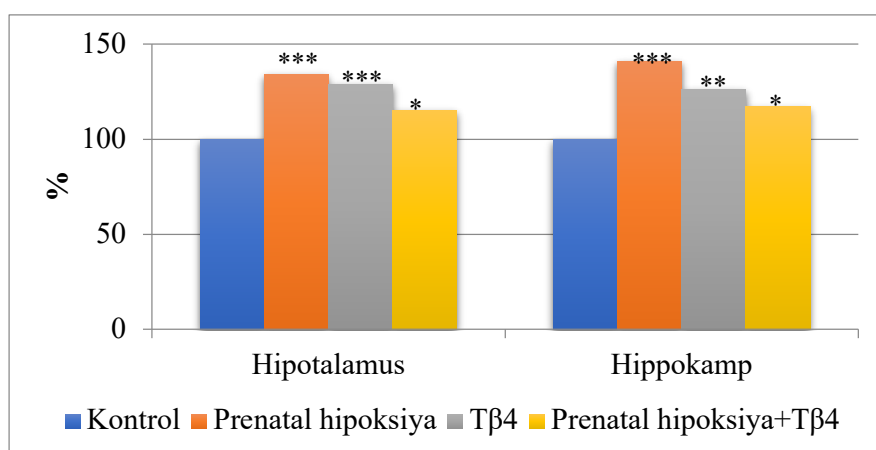 150
100
50
0
%
*** *** * *** ** *
Hipotalamus Hippokamp
Kontrol Prenatal hipoksiya Tβ4 Prenatal hipoksiya+Tβ4